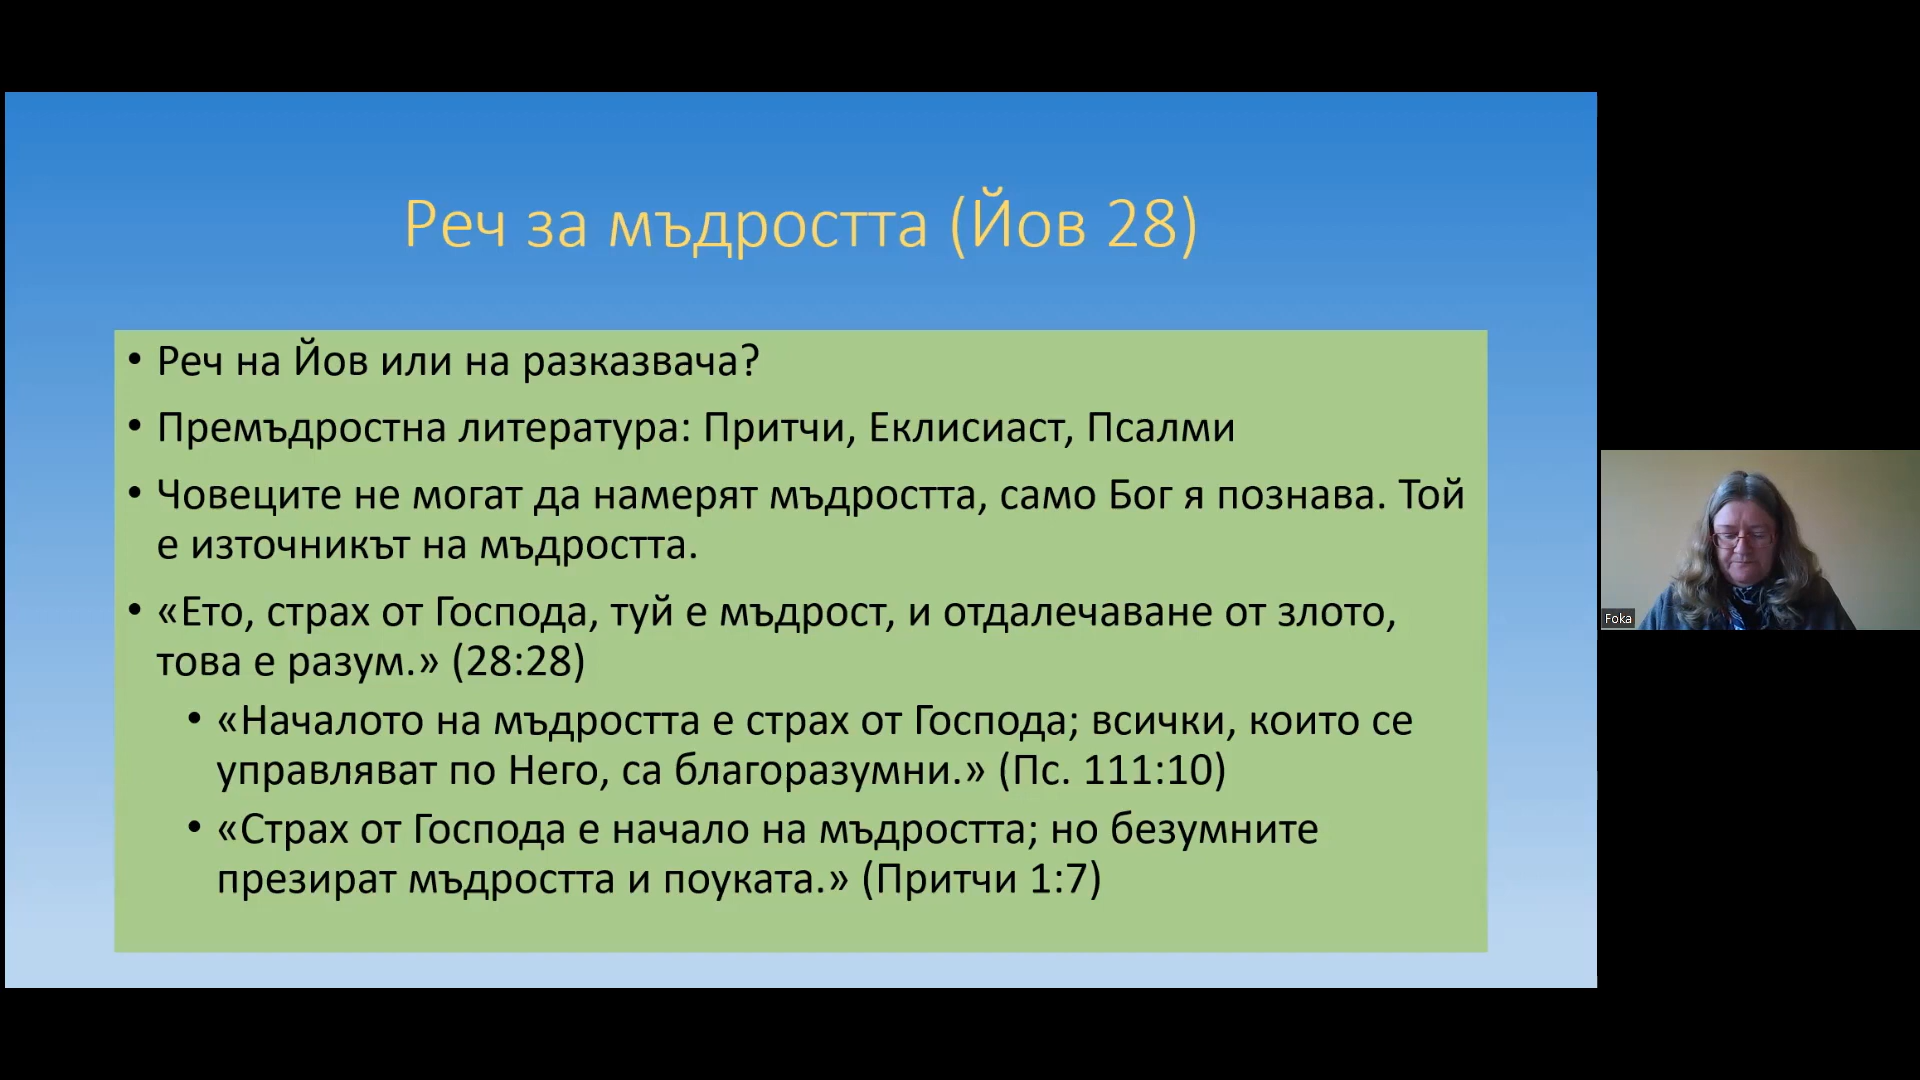 Реч за мъдростта (Йов 28)
• Реч на Йов или на разказвача?
• Премъдростна литература: Притчи, Еклисиаст, Псалми
• Човеците не могат да намерят мъдростта, само Бог я познава. Той
е източникът на мъдростта.
• «Ето, страх от Господа, туй е мъдрост, и отдалечаване от злото,
това е разум.» (28:28)
• «Началото на мъдростта е страх от Господа; всички, които се
управляват по Него, са благоразумни.» (Пс. 111:10)
• «Страх от Господа е начало на мъдростта; но безумните
презират мъдростта и поуката.» (Притчи 1:7)
Foka